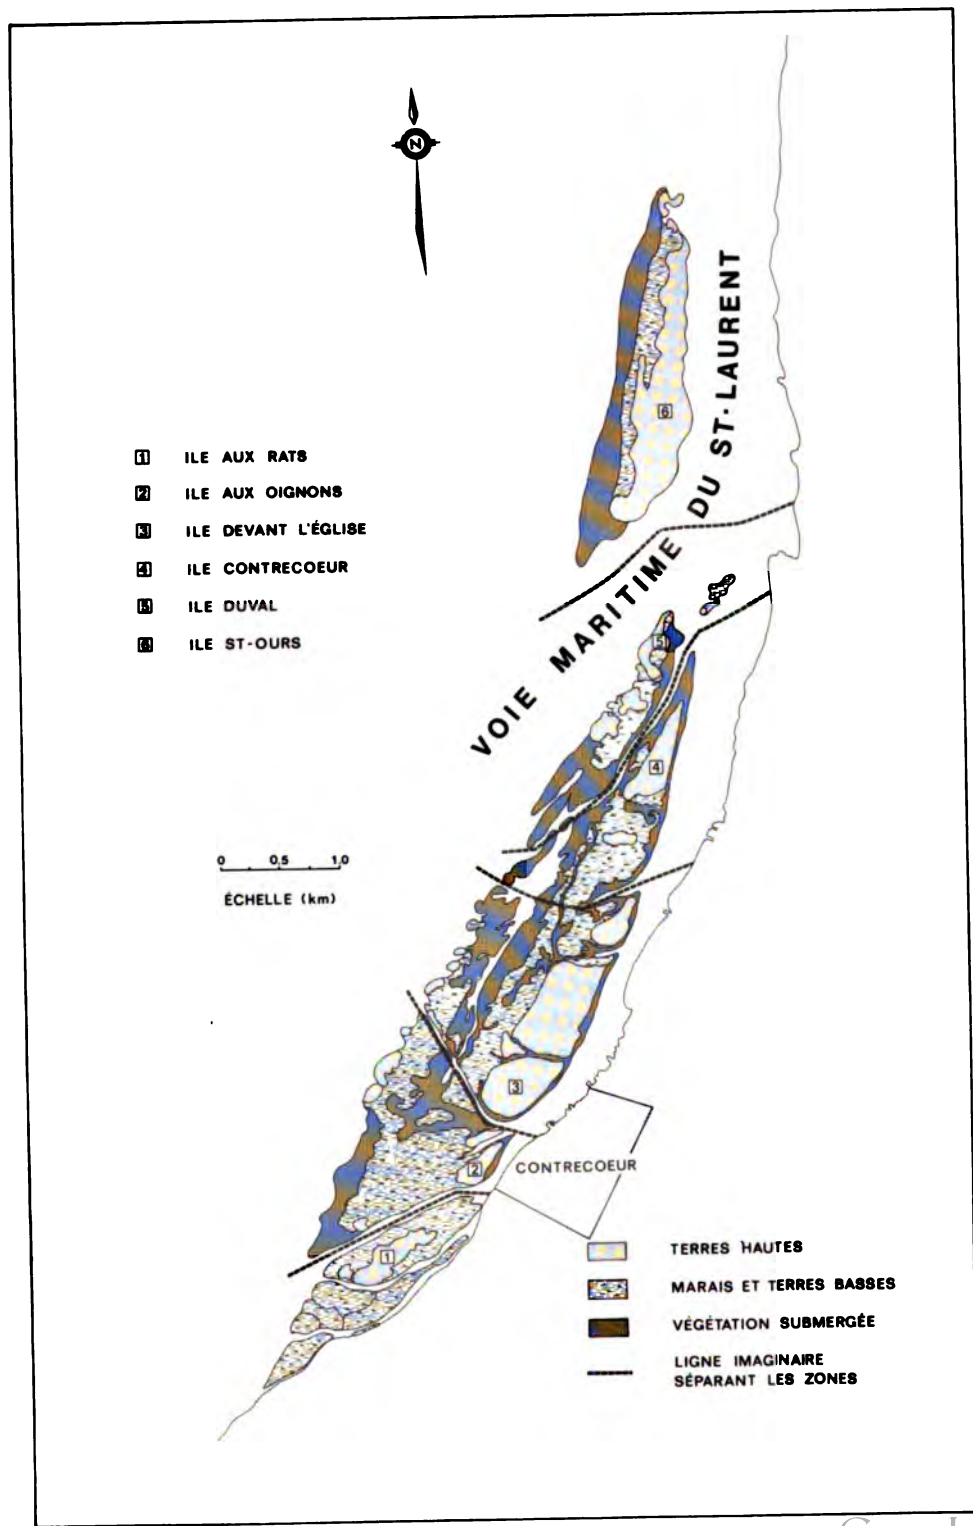 N
1 ILE AUX RATS
2 ILE AUX OIGNONS
3 ILE DEVANT L'ÉGLISE
4 ILE CONTRECOEUR
5 ILE DUVAL
6 ILE ST-OURS
VOIE MARITIME DU ST-LAURENT
6
5
4
0 0,5 1,0
ÉCHELLE (km)
3
2
CONTRECOEUR
1
TERRES HAUTES
MARAIS ET TERRES BASSES
VÉGÉTATION SUBMERGÉE
LIGNE IMAGINAIRE
SÉPARANT LES ZONES